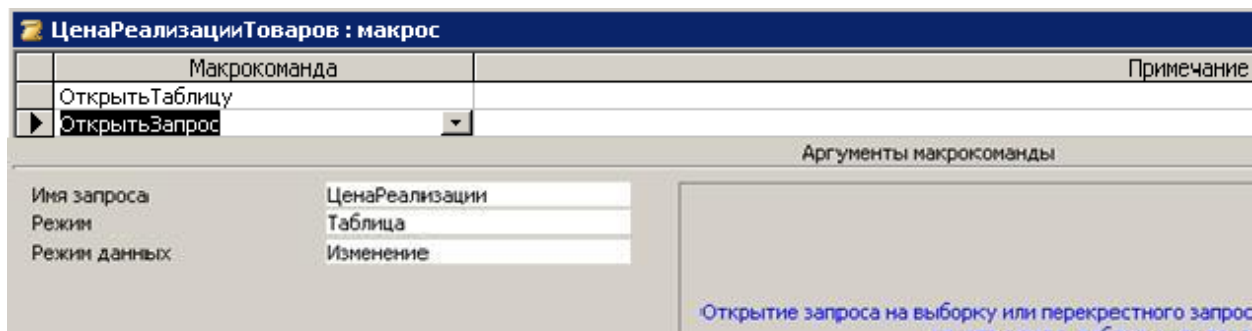 ЦенаРеализацииТоваров : макрос
Макрокоманда Примечание
ОткрытьТаблицу
ОткрытьЗапрос
Аргументы макрокоманды
Имя запроса ЦенаРеализации
Режим Таблица
Режим данных Изменение
Открытие запроса на выборку или перекрестного запрос